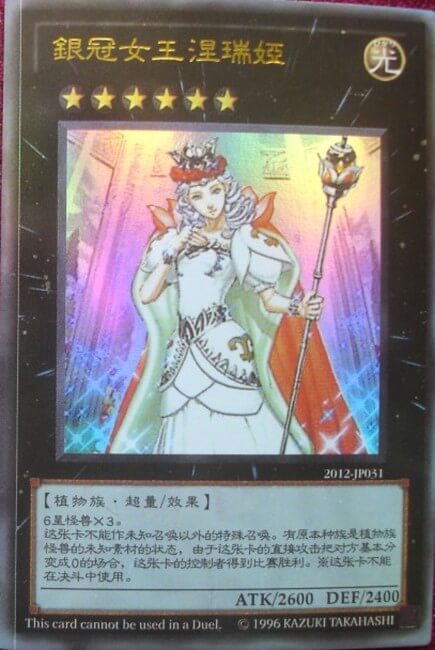 銀冠女王涅瑞婭
光
2012-JP031
【植物族·超量/效果】
6星怪兽×3。
这张卡不能作未知召唤以外的特殊召唤。有原本种族是植物族
怪兽的未知素材的状态，由于这张卡的直接攻击把对方基本分
变成0的场合，这张卡的控制者得到比赛胜利。※这张卡不能
在决斗中使用。
ATK/2600 DEF/2400
This card cannot be used in a Duel. © 1996 KAZUKI TAKAHASHI